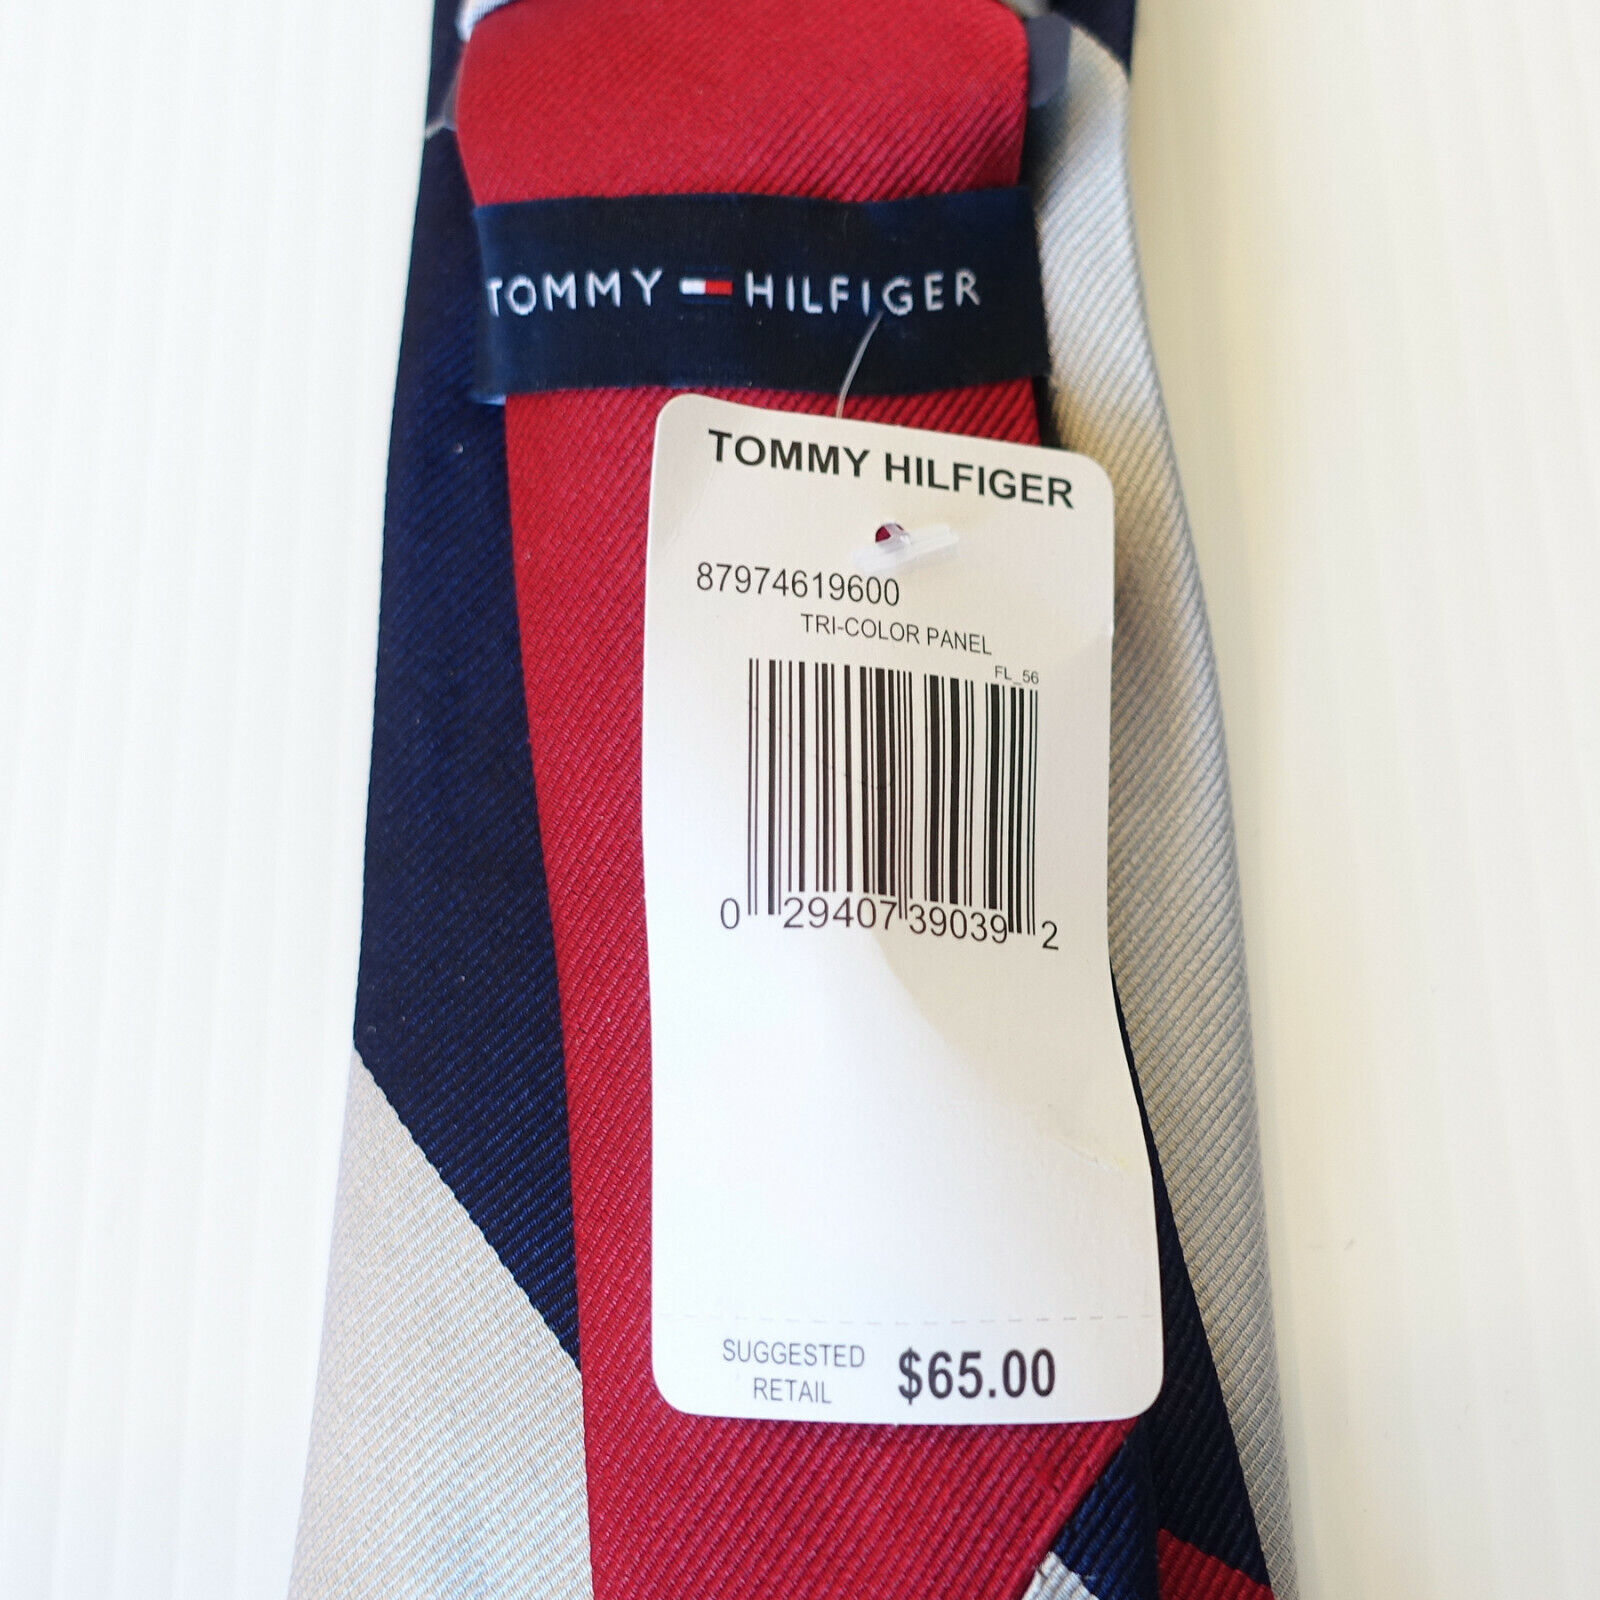 TOMMY HILFIGER
TOMMY HILFIGER
87974619600
TRI-COLOR PANEL
FL_56
0 29407 39039 2
SUGGESTED
RETAIL
$65.00